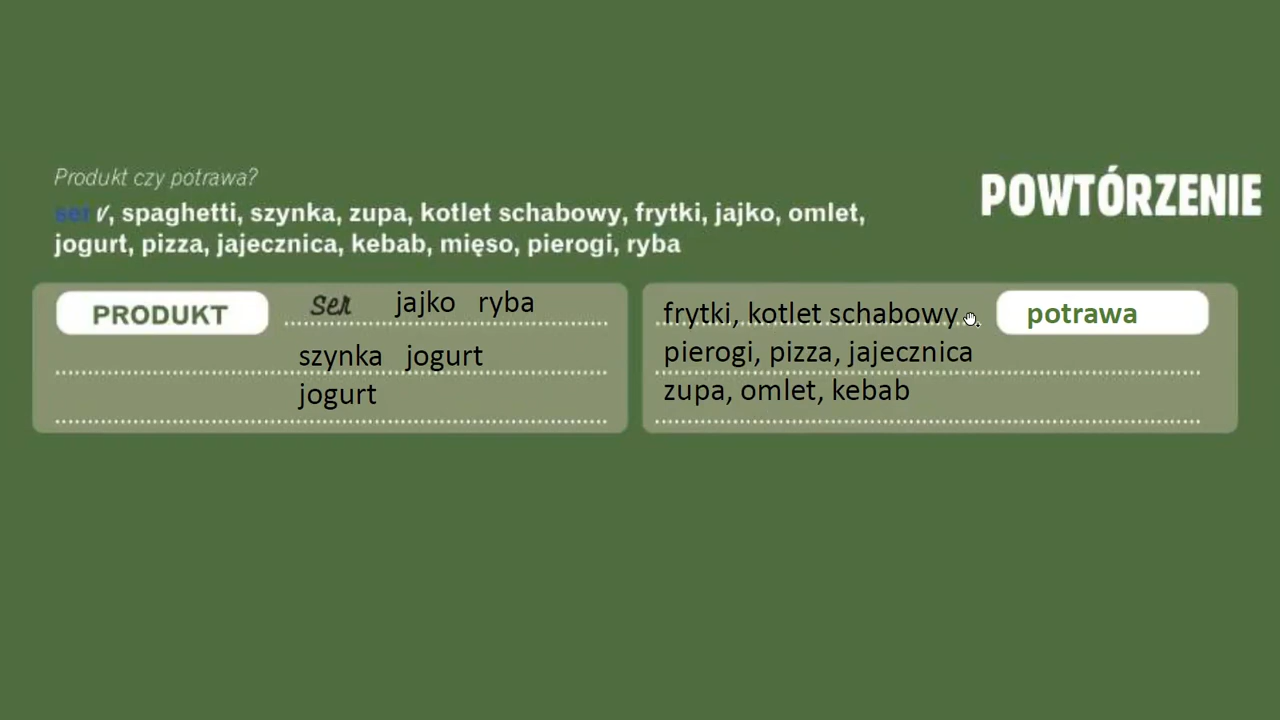 Produkt czy potrawa?
POWTÓRZENIE
ser √, spaghetti, szynka, zupa, kotlet schabowy, frytki, jajko, omlet,
jogurt, pizza, jajecznica, kebab, mięso, pierogi, ryba
PRODUKT ser jajko ryba
szynka jogurt
jogurt
frytki, kotlet schabowy potrawa
pierogi, pizza, jajecznica
zupa, omlet, kebab